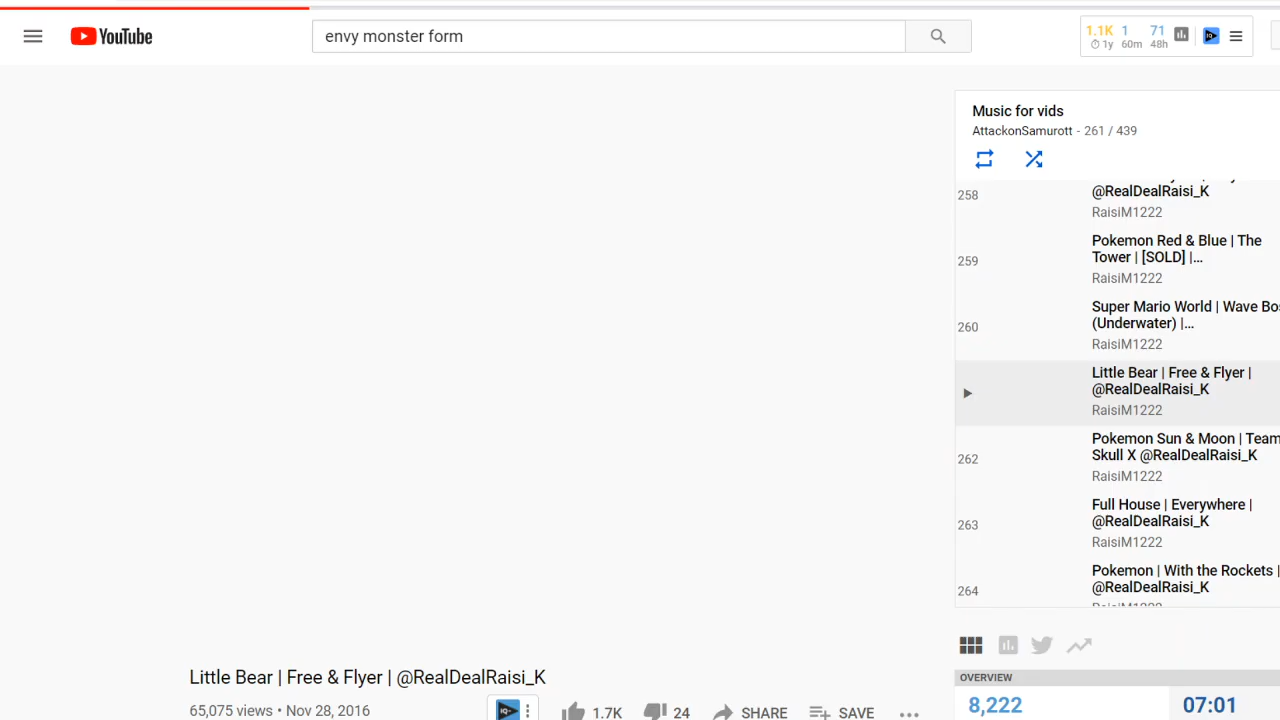 YouTube
envy monster form
1.1K 1 71
1y 60m 48h
IQ
Music for vids
AttackonSamurott - 261 / 439
258
@RealDealRaisi_K
RaisiM1222
259
Pokemon Red & Blue | The
Tower | [SOLD] |...
RaisiM1222
260
Super Mario World | Wave Bos
(Underwater) |...
RaisiM1222
Little Bear | Free & Flyer |
@RealDealRaisi_K
RaisiM1222
262
Pokemon Sun & Moon | Team
Skull X @RealDealRaisi_K
RaisiM1222
263
Full House | Everywhere |
@RealDealRaisi_K
RaisiM1222
264
Pokemon | With the Rockets |
@RealDealRaisi_K
RaisiM1222
OVERVIEW
8,222 07:01
Little Bear | Free & Flyer | @RealDealRaisi_K
65,075 views • Nov 28, 2016
IQ 1.7K 24 SHARE SAVE